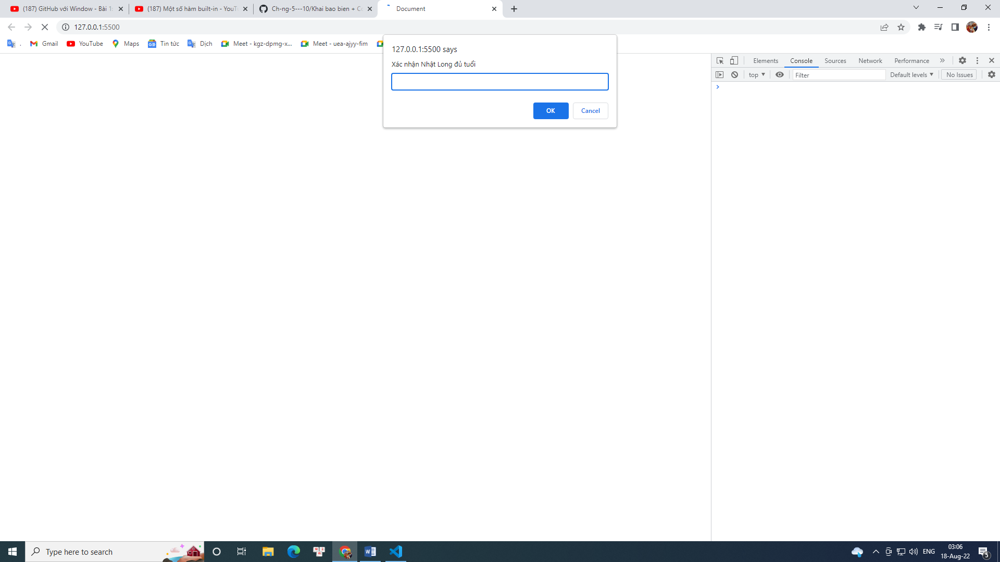 (187) GitHub với Window - Bài 1
(187) Một số hàm built-in - YouT
Ch-ng-5---10/Khai bao bien + Co
Document
127.0.0.1:5500
.
Gmail
YouTube
Maps
Tin tức
Dịch
Meet - kgz-dpmg-x...
Meet - uea-ajyy-fim
127.0.0.1:5500 says
Xác nhận Nhật Long đủ tuổi
OK
Cancel
Elements
Console
Sources
Network
Performance
top
Filter
Default levels
No Issues
Type here to search
ENG
03:06
18-Aug-22
5